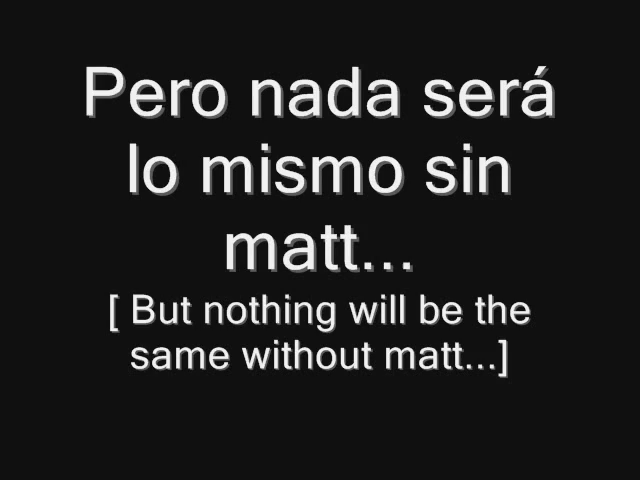 Pero nada será
lo mismo sin
matt...
[ But nothing will be the
same without matt...]